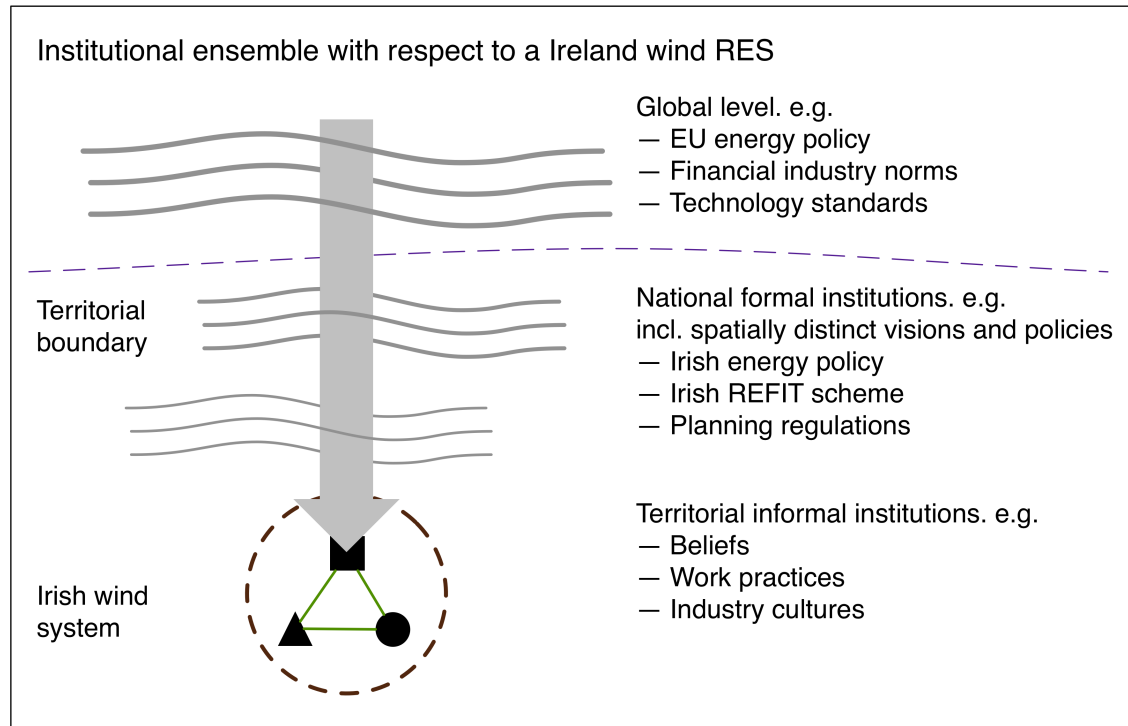 Institutional ensemble with respect to a Ireland wind RES
Global level. e.g.
— EU energy policy
— Financial industry norms
— Technology standards
Territorial
boundary
National formal institutions. e.g.
incl. spatially distinct visions and policies
— Irish energy policy
— Irish REFIT scheme
— Planning regulations
Irish wind
system
Territorial informal institutions. e.g.
— Beliefs
— Work practices
— Industry cultures